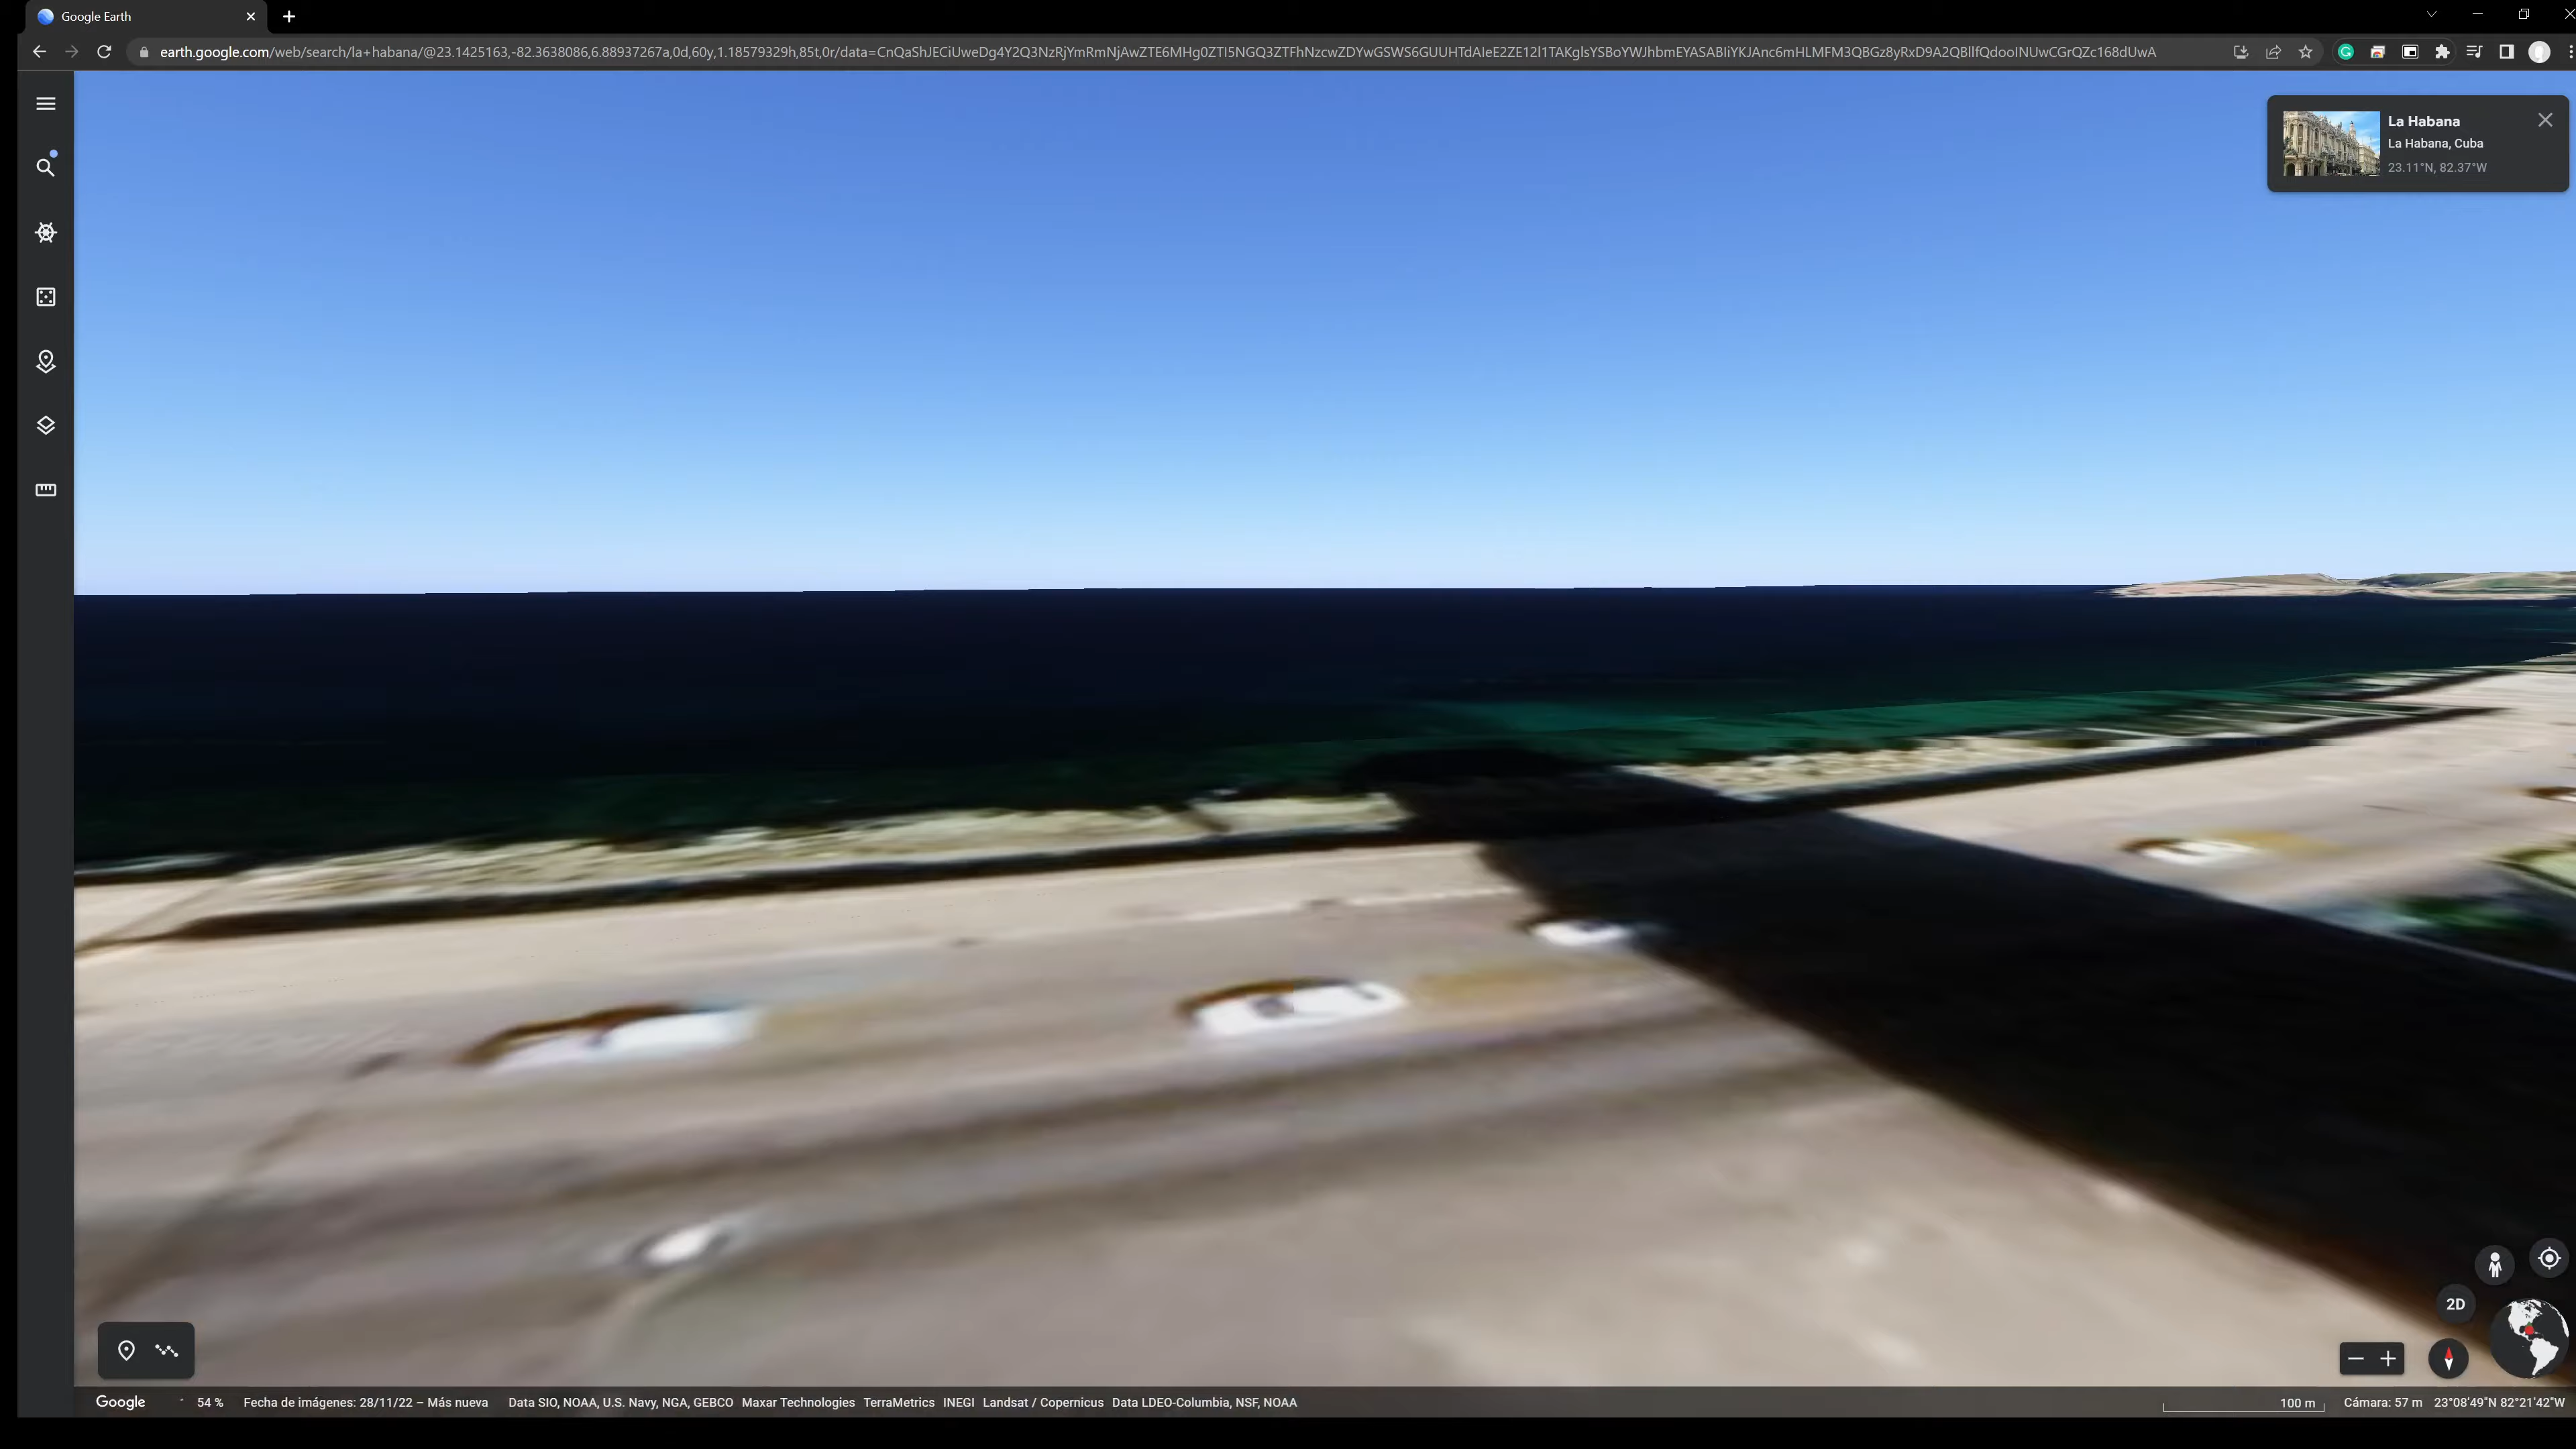 Google Earth
earth.google.com/web/search/la+habana/@23.1425163,-82.3638086,6.88937267a,0d,60y,1.18579329h,85t,0r/data=CnQaShJECiUweDg4Y2Q3NzRjYmRmNjAwZTE6MHg0ZTI5NGQ3ZTFhNzcwZDYwGSWS6GUUHTdAIeE2ZE12l1TAKglsYSBoYWJhbmEYASABIiYKJAnc6mHLMFM3QBGz8yRxD9A2QBllfQdooINUwCGrQZc168dUwA
La Habana
La Habana, Cuba
23.11°N, 82.37°W
2D
Google
54 %
Fecha de imágenes: 28/11/22 – Más nueva
Data SIO, NOAA, U.S. Navy, NGA, GEBCO Maxar Technologies TerraMetrics INEGI Landsat / Copernicus Data LDEO-Columbia, NSF, NOAA
100 m
Cámara: 57 m
23°08'49"N 82°21'42"W